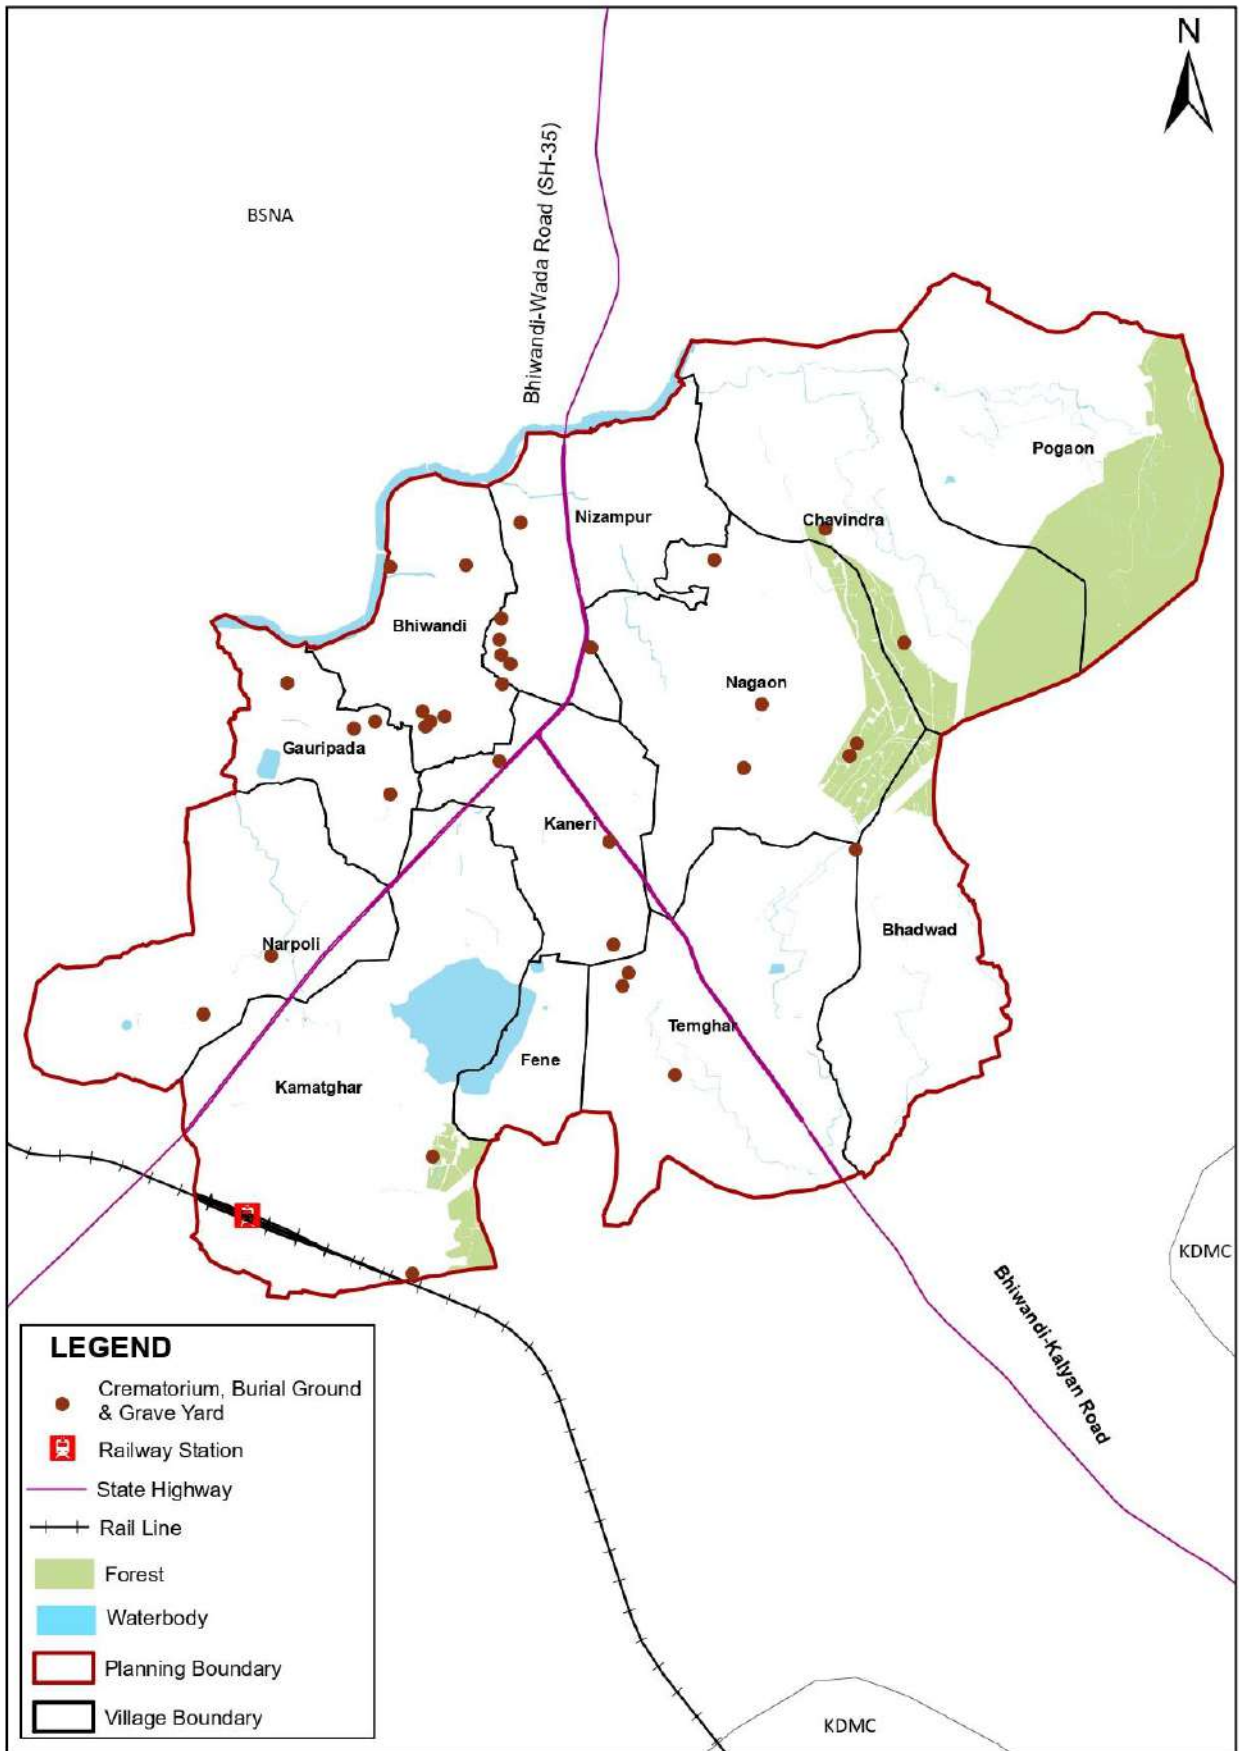 N
BSNA
Bhiwandi-Wada Road (SH-35)
Pogaon
Nizampur
Chavindra
Bhiwandi
Nagaon
Gauripada
Kaneri
Narpoli
Bhadwad
Temghar
Fene
Kamatghar
KDMC
Bhiwandi-Kalyan Road
LEGEND
Crematorium, Burial Ground
& Grave Yard
Railway Station
State Highway
Rail Line
Forest
Waterbody
Planning Boundary
Village Boundary
KDMC